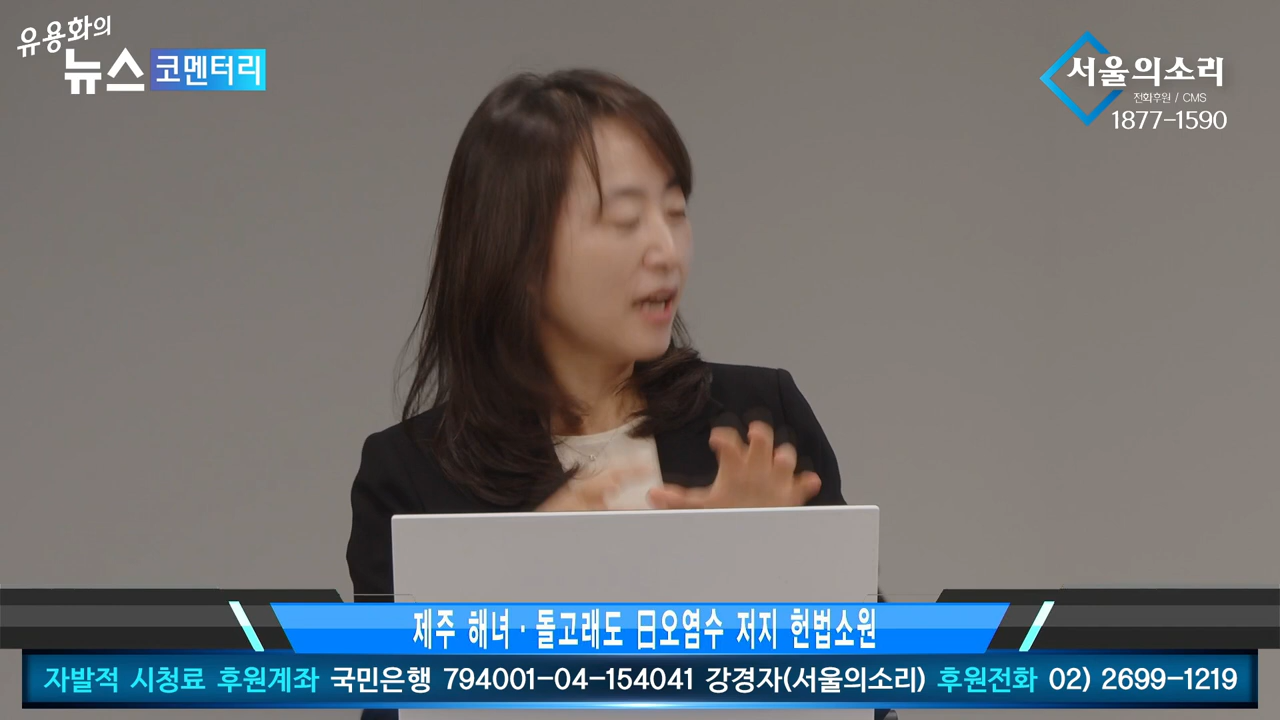 유용화의
뉴스 코멘터리
서울의소리
전화후원 / CMS
1877-1590
제주 해녀·돌고래도 日오염수 저지 헌법소원
자발적 시청료 후원계좌 국민은행 794001-04-154041 강경자(서울의소리) 후원전화 02) 2699-1219